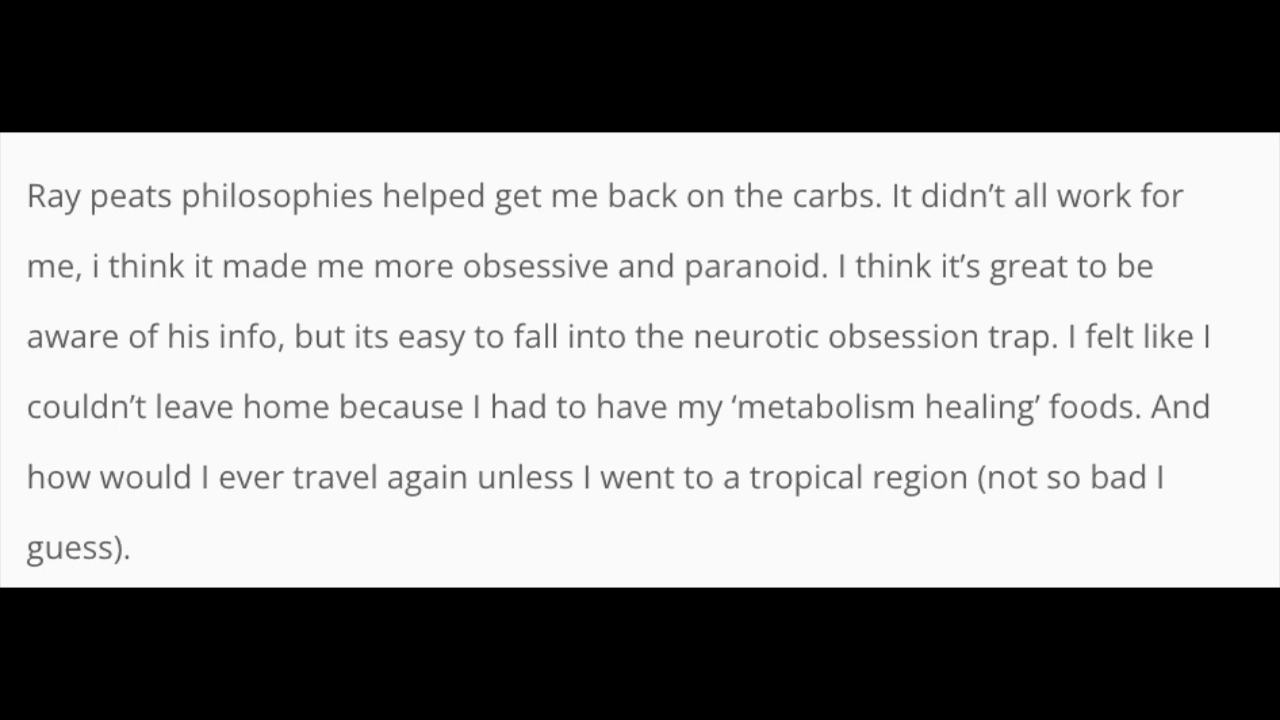 Ray peats philosophies helped get me back on the carbs. It didn’t all work for
me, i think it made me more obsessive and paranoid. I think it’s great to be
aware of his info, but its easy to fall into the neurotic obsession trap. I felt like I
couldn’t leave home because I had to have my ‘metabolism healing’ foods. And
how would I ever travel again unless I went to a tropical region (not so bad I
guess).